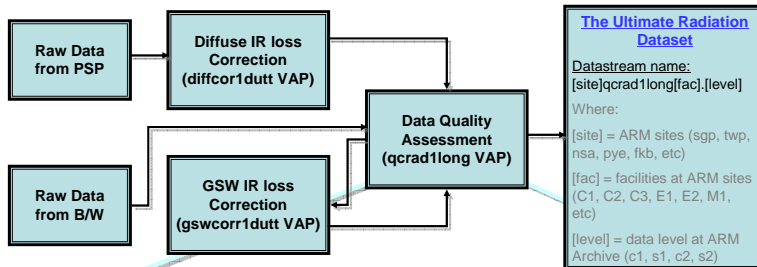 Raw Data
from PSP
Diffuse IR loss
Correction
(diffcor1dutt VAP)
Data Quality
Assessment
(qcrad1long VAP)
Raw Data
from B/W
GSW IR loss
Correction
(gswcorr1dutt VAP)
The Ultimate Radiation
Dataset
Datastream name:
[site]qcrad1long[fac].[level]
Where:
[site] = ARM sites (sgp, twp,
nsa, pye, fkb, etc)
[fac] = facilities at ARM sites
(C1, C2, C3, E1, E2, M1,
etc)
[level] = data level at ARM
Archive (c1, s1, c2, s2)